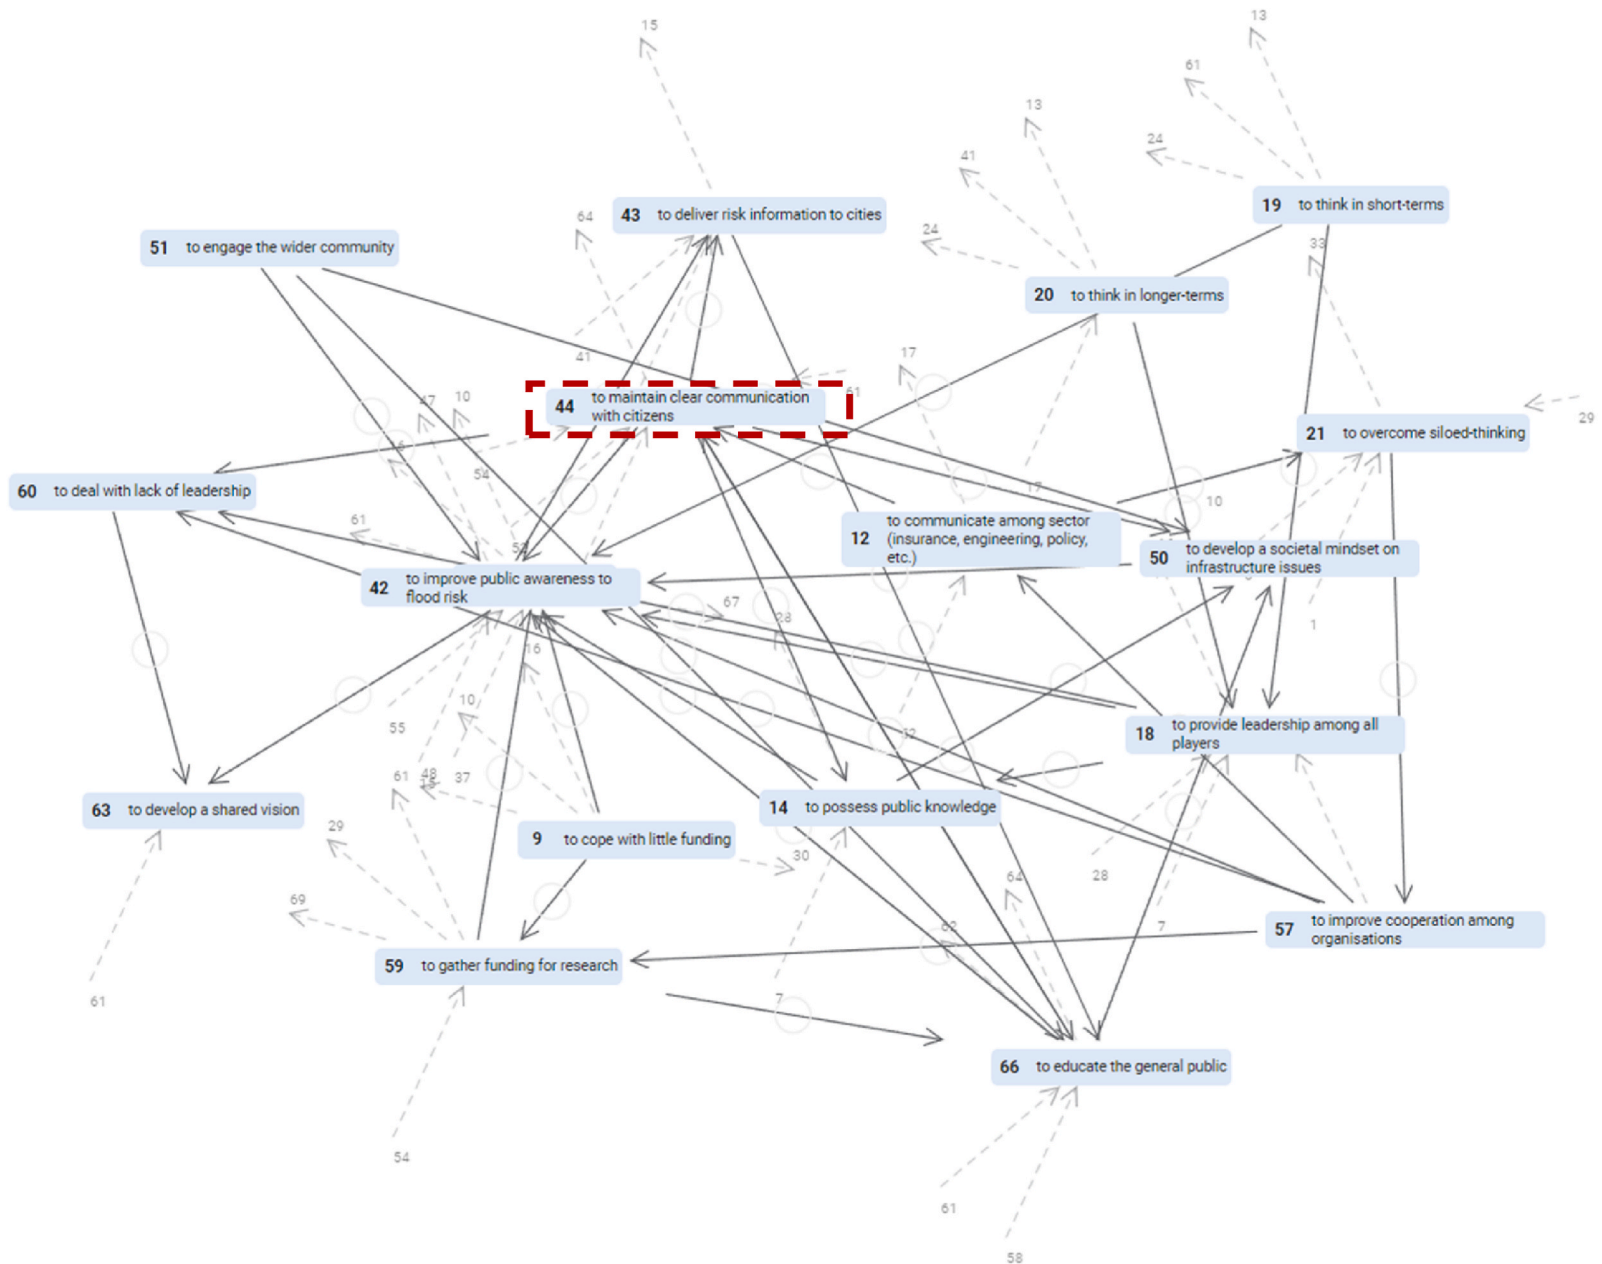 15
13
61
13
24
41
19 to think in short-terms
64
43 to deliver risk information to cities
24
33
51 to engage the wider community
20 to think in longer-terms
41
17
61
47
10
44 to maintain clear communication
with citizens
29
21 to overcome siloed-thinking
54
17
60 to deal with lack of leadership
10
61
12 to communicate among sector
(insurance, engineering, policy,
etc.)
50 to develop a societal mindset on
infrastructure issues
42 to improve public awareness to
flood risk
67
28
1
16
10
55
18 to provide leadership among all
players
61
48
37
63 to develop a shared vision
14 to possess public knowledge
29
9 to cope with little funding
30
64
28
69
62
7
57 to improve cooperation among
organisations
59 to gather funding for research
61
7
66 to educate the general public
54
61
58